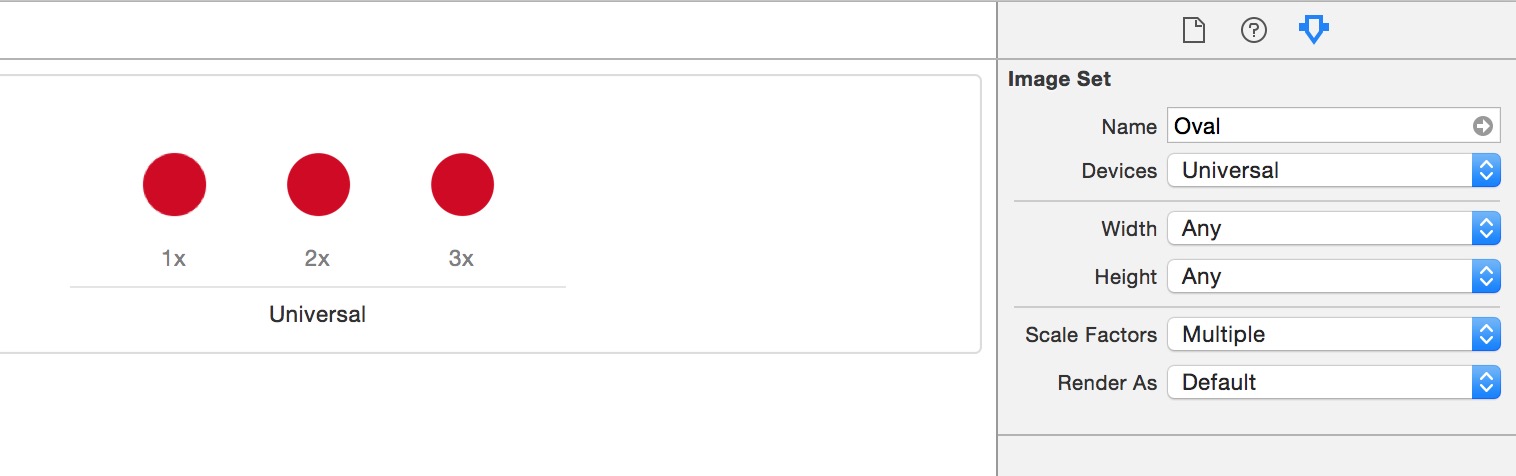 1x 2x 3x
Universal
Image Set
Name Oval
Devices Universal
Width Any
Height Any
Scale Factors Multiple
Render As Default